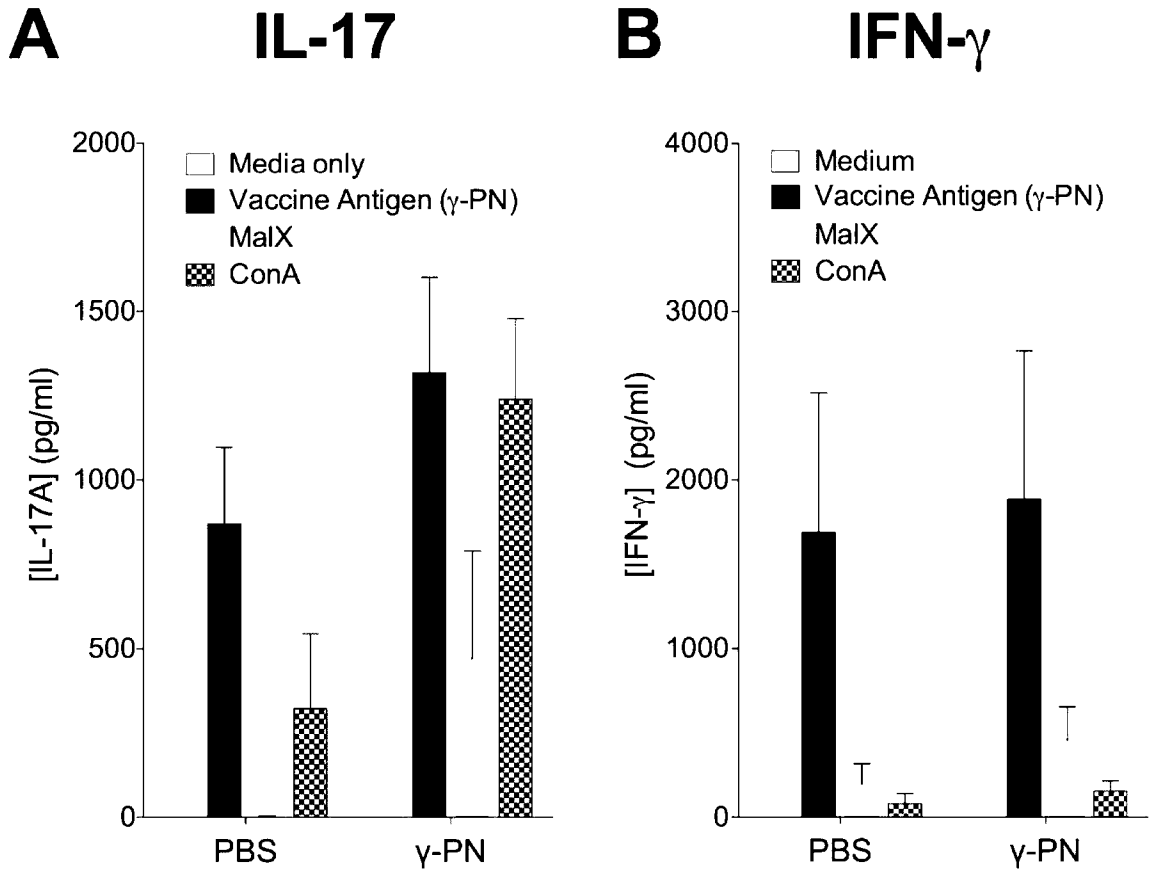 A IL-17
2000
1500
1000
500
0
[IL-17A] (pg/ml)
Media only
Vaccine Antigen (γ-PN)
MalX
ConA
PBS γ-PN
B IFN-γ
4000
3000
2000
1000
0
[IFN-γ] (pg/ml)
Medium
Vaccine Antigen (γ-PN)
MalX
ConA
PBS γ-PN